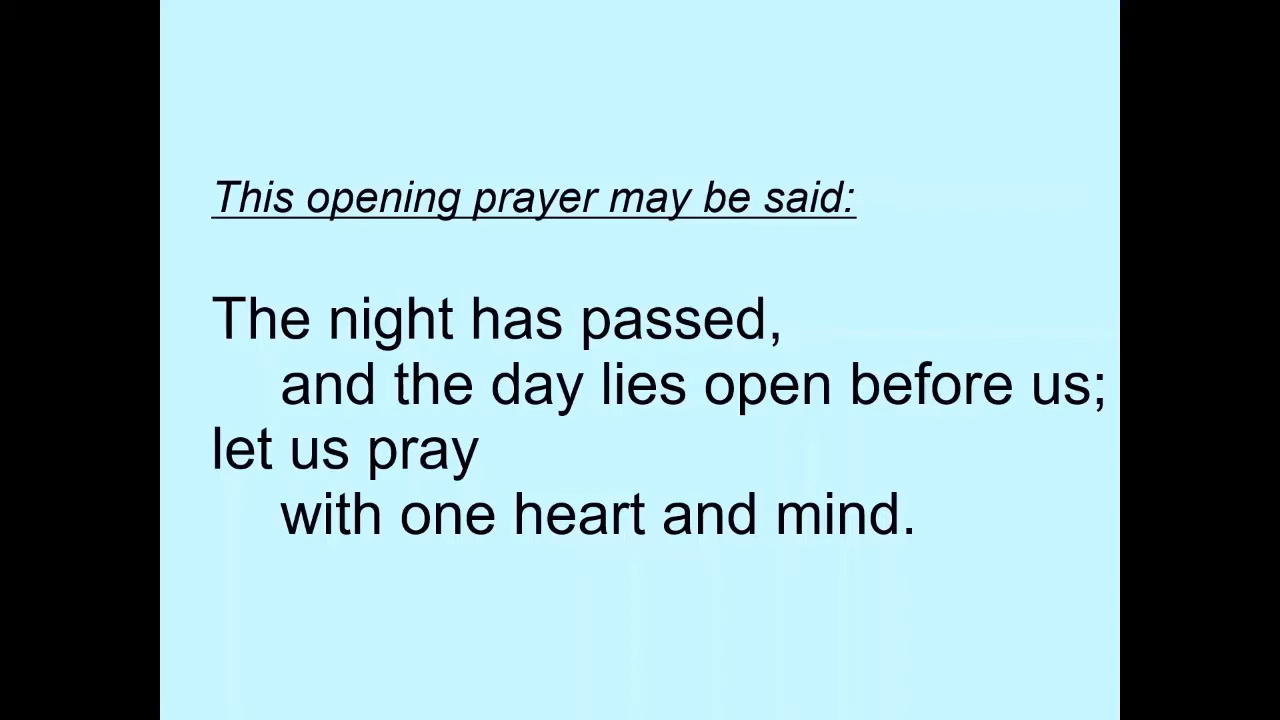 This opening prayer may be said:
The night has passed,
and the day lies open before us;
let us pray
with one heart and mind.